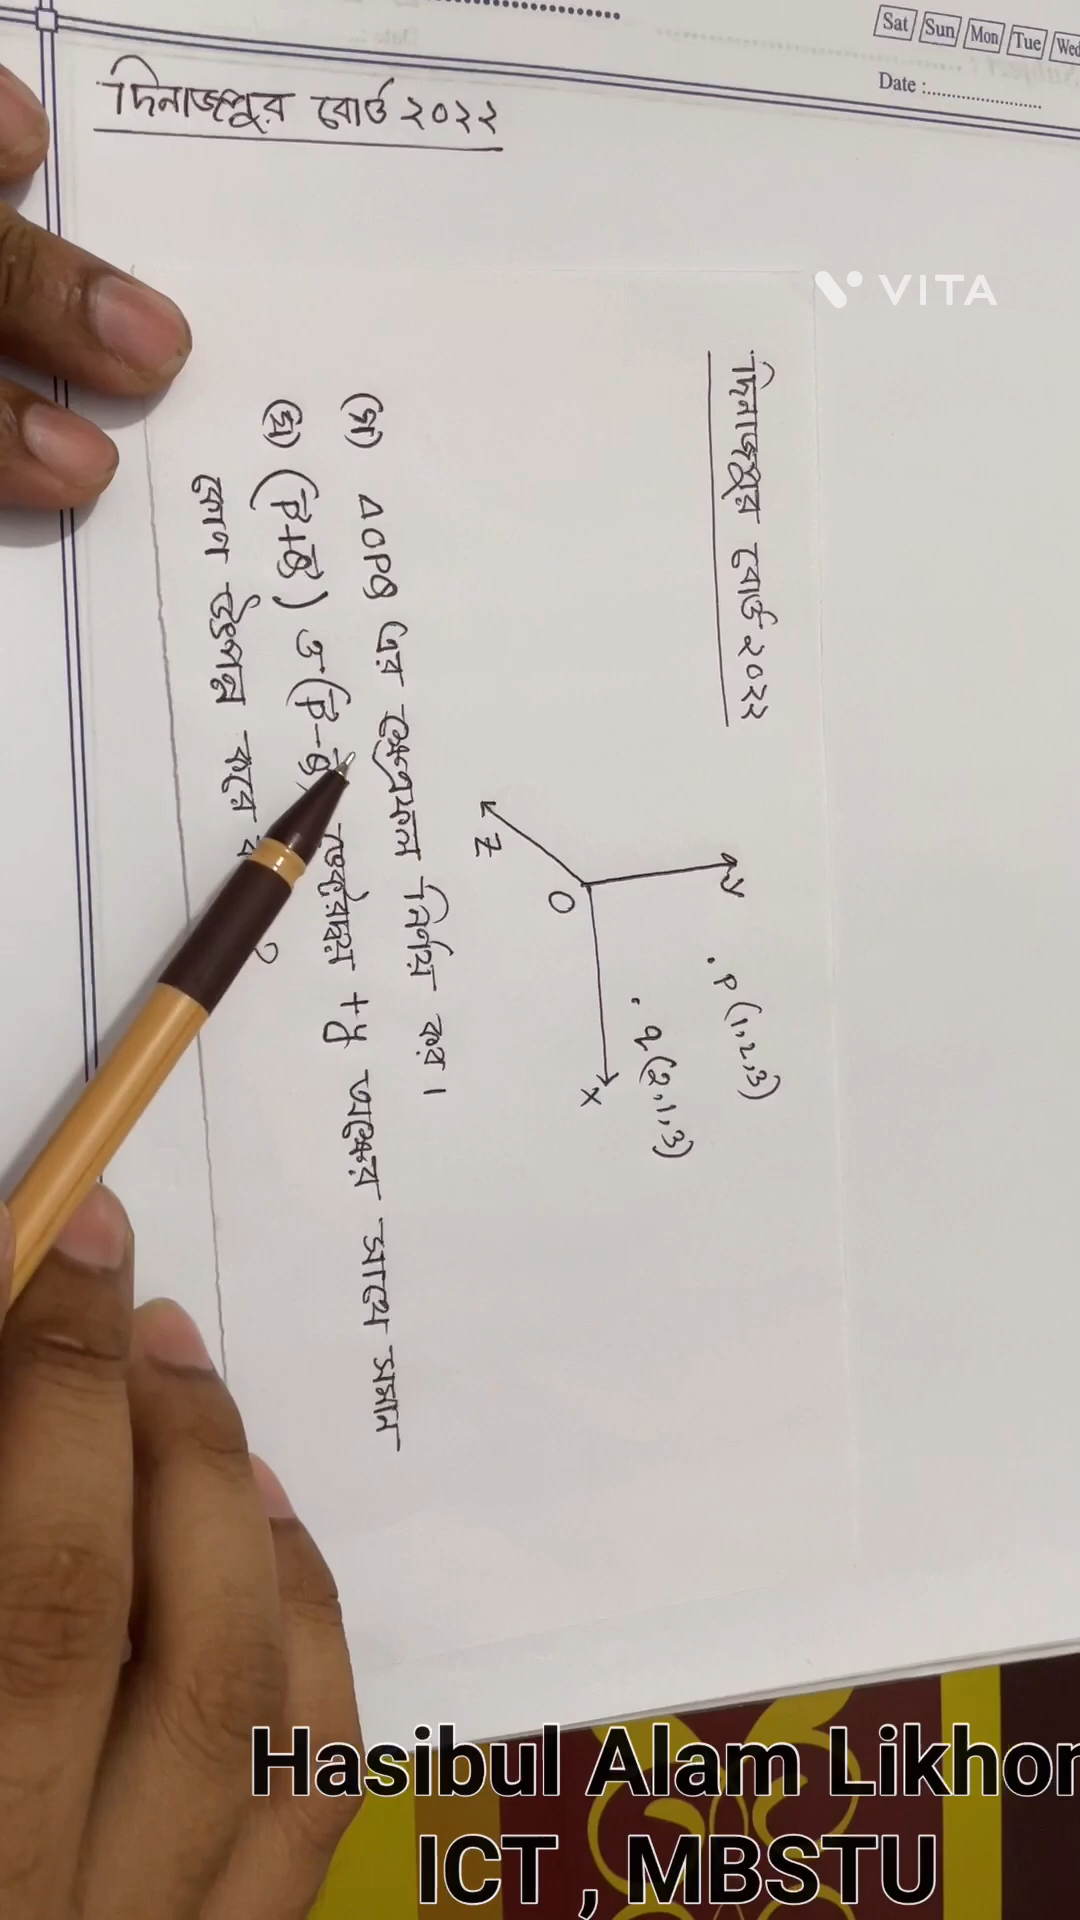 Sat Sun Mon Tue Wed
Date :........................
দিনাজপুর বোর্ড ২০২২
VITA
দিনাজপুর বোর্ড ২০২২
y
.P (1,2,3)
.q (2,1,3)
O
x
z
(গ) ΔOPQ এর ক্ষেত্রফল নির্ণয় কর।
(ঘ) (P+Q) ও (P-Q) ভেক্টরদ্বয় +y অক্ষের সাথে সমান
কোণ উৎপন্ন করে ?
Hasibul Alam Likhon
ICT , MBSTU